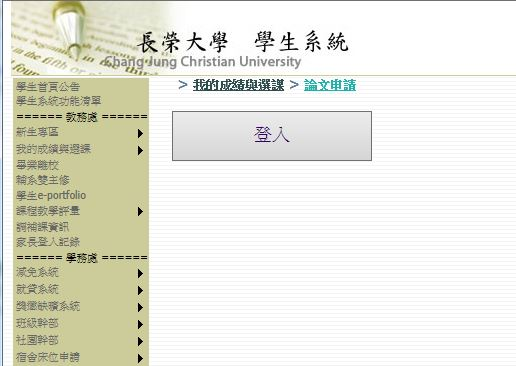 長榮大學 學生系統
Chang Jung Christian University
> 我的成績與選課 > 論文申請
登入
學生首頁公告
學生系統功能清單
====== 教務處 ======
新生專區
我的成績與選課
畢業離校
輔系雙主修
學生e-portfolio
課程教學評量
調補課資訊
家長登入記錄
====== 學務處 ======
減免系統
就貸系統
獎懲缺曠系統
班級幹部
社團幹部
宿舍床位申請